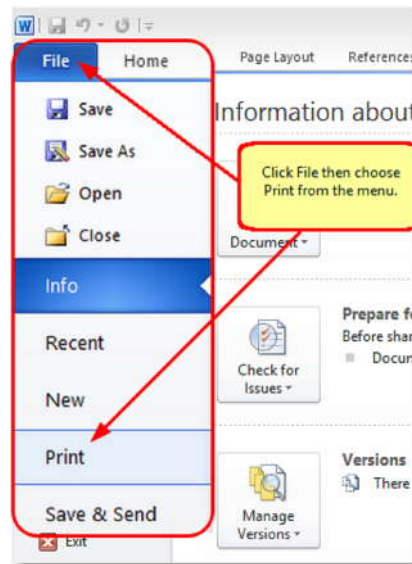 W
File Home Page Layout References
Save
Information about
Save As
Click File then choose
Print from the menu.
Open
Close
Document
Info
Prepare fo
Before shar
Recent
Docum
Check for
Issues
New
Print
Versions
There
Save & Send
Manage
Versions
Exit